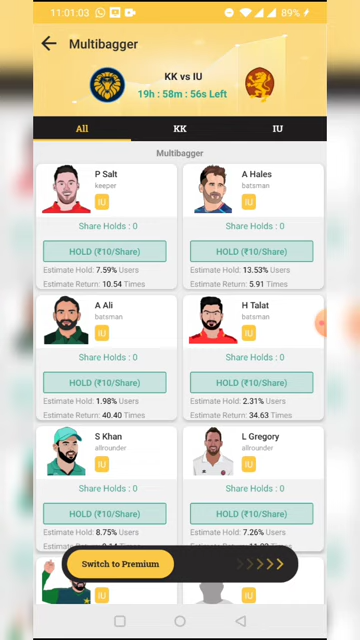 11:01:03
89%
Multibagger
KK vs IU
19h : 58m : 56s Left
All KK IU
Multibagger
P Salt
keeper
IU
Share Holds : 0
HOLD (₹10/Share)
Estimate Hold: 7.59% Users
Estimate Return: 10.54 Times
A Hales
batsman
IU
Share Holds : 0
HOLD (₹10/Share)
Estimate Hold: 13.53% Users
Estimate Return: 5.91 Times
A Ali
batsman
IU
Share Holds : 0
HOLD (₹10/Share)
Estimate Hold: 1.98% Users
Estimate Return: 40.40 Times
H Talat
batsman
IU
Share Holds : 0
HOLD (₹10/Share)
Estimate Hold: 2.31% Users
Estimate Return: 34.63 Times
S Khan
allrounder
IU
Share Holds : 0
HOLD (₹10/Share)
Estimate Hold: 8.75% Users
L Gregory
allrounder
IU
Share Holds : 0
HOLD (₹10/Share)
Estimate Hold: 7.26% Users
Switch to Premium